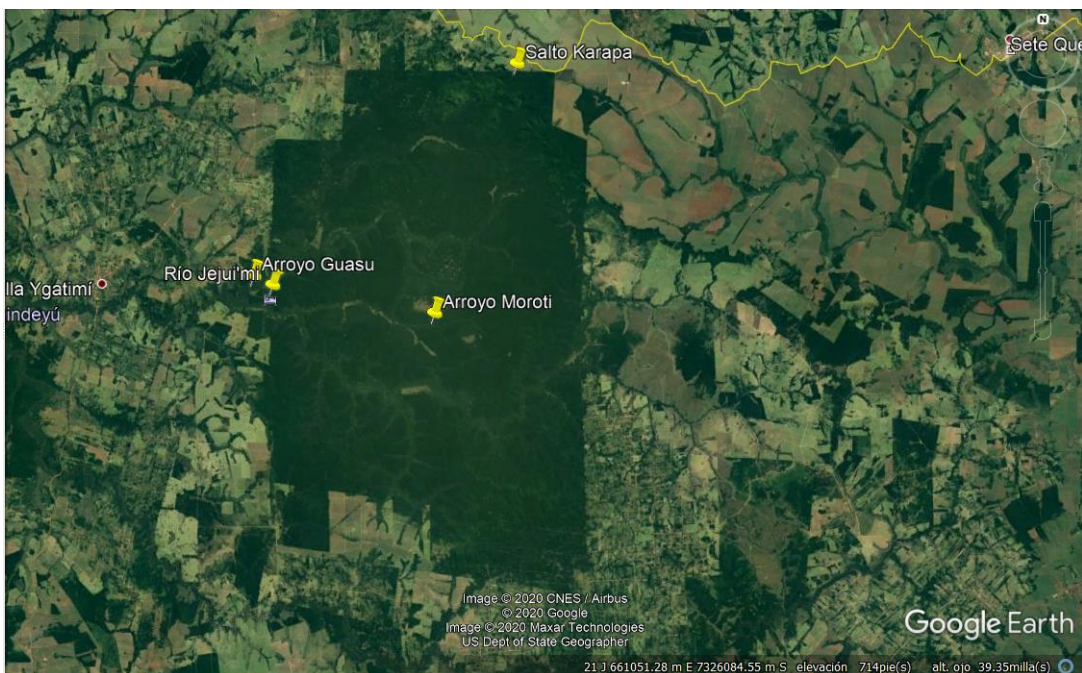 N
Salto Karapa
Sete Que
Río Jejui'mi
Arroyo Guasu
lla Ygatimí
indeyú
Arroyo Moroti
Image © 2020 CNES / Airbus
© 2020 Google
Image © 2020 Maxar Technologies
US Dept of State Geographer
Google Earth
21 J 661051.28 m E 7326084.55 m S elevación 714pie(s) alt. ojo 39.35milla(s)